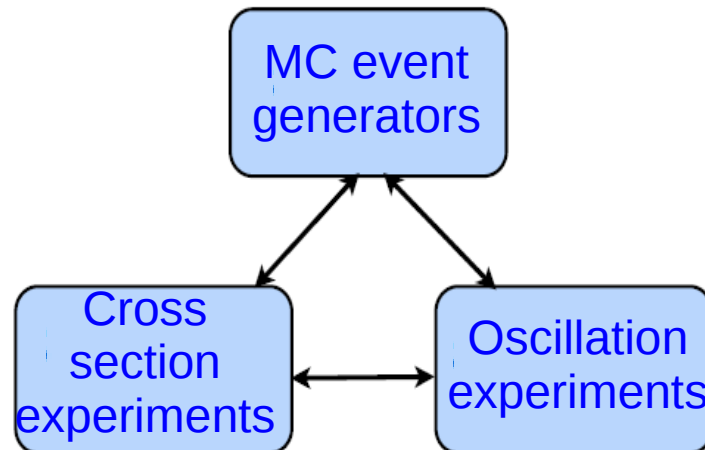 MC event
generators
Cross
section
experiments
Oscillation
experiments